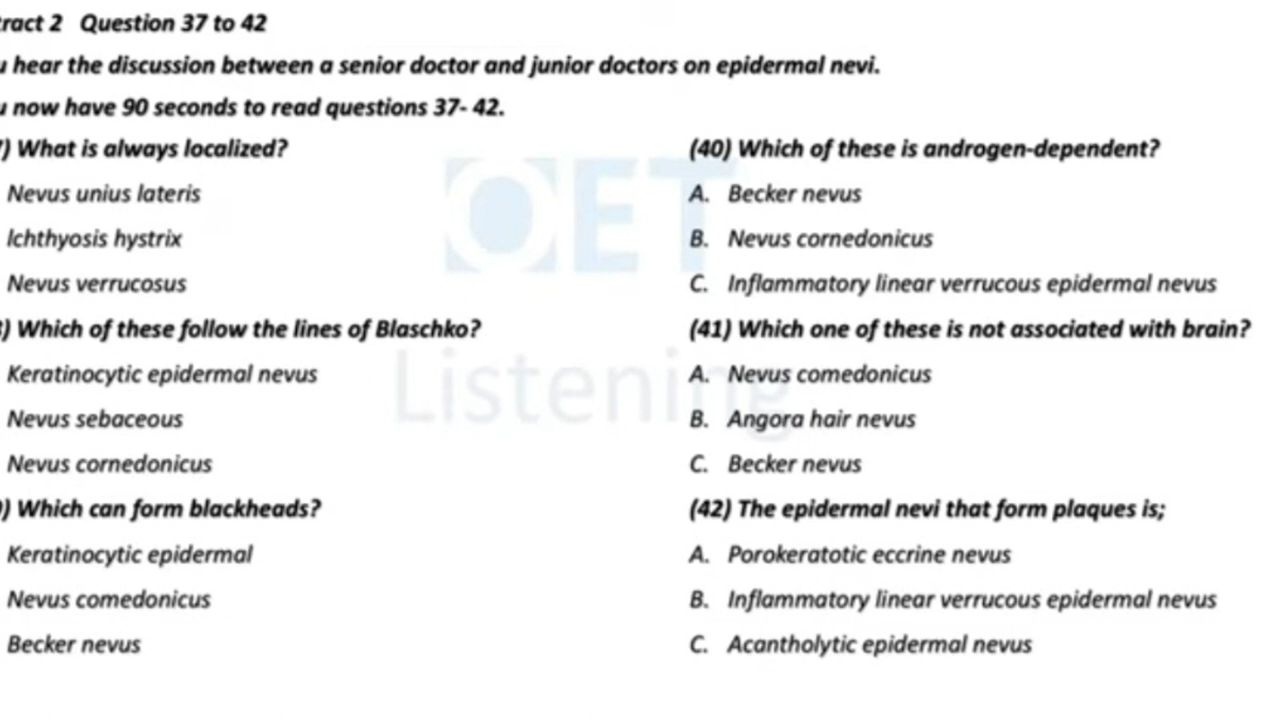 tract 2 Question 37 to 42
u hear the discussion between a senior doctor and junior doctors on epidermal nevi.
u now have 90 seconds to read questions 37- 42.
7) What is always localized?
Nevus unius lateris
Ichthyosis hystrix
Nevus verrucosus
8) Which of these follow the lines of Blaschko?
Keratinocytic epidermal nevus
Nevus sebaceous
Nevus cornedonicus
9) Which can form blackheads?
Keratinocytic epidermal
Nevus comedonicus
Becker nevus
(40) Which of these is androgen-dependent?
A. Becker nevus
B. Nevus cornedonicus
C. Inflammatory linear verrucous epidermal nevus
(41) Which one of these is not associated with brain?
A. Nevus comedonicus
B. Angora hair nevus
C. Becker nevus
(42) The epidermal nevi that form plaques is;
A. Porokeratotic eccrine nevus
B. Inflammatory linear verrucous epidermal nevus
C. Acantholytic epidermal nevus
OET
Listening